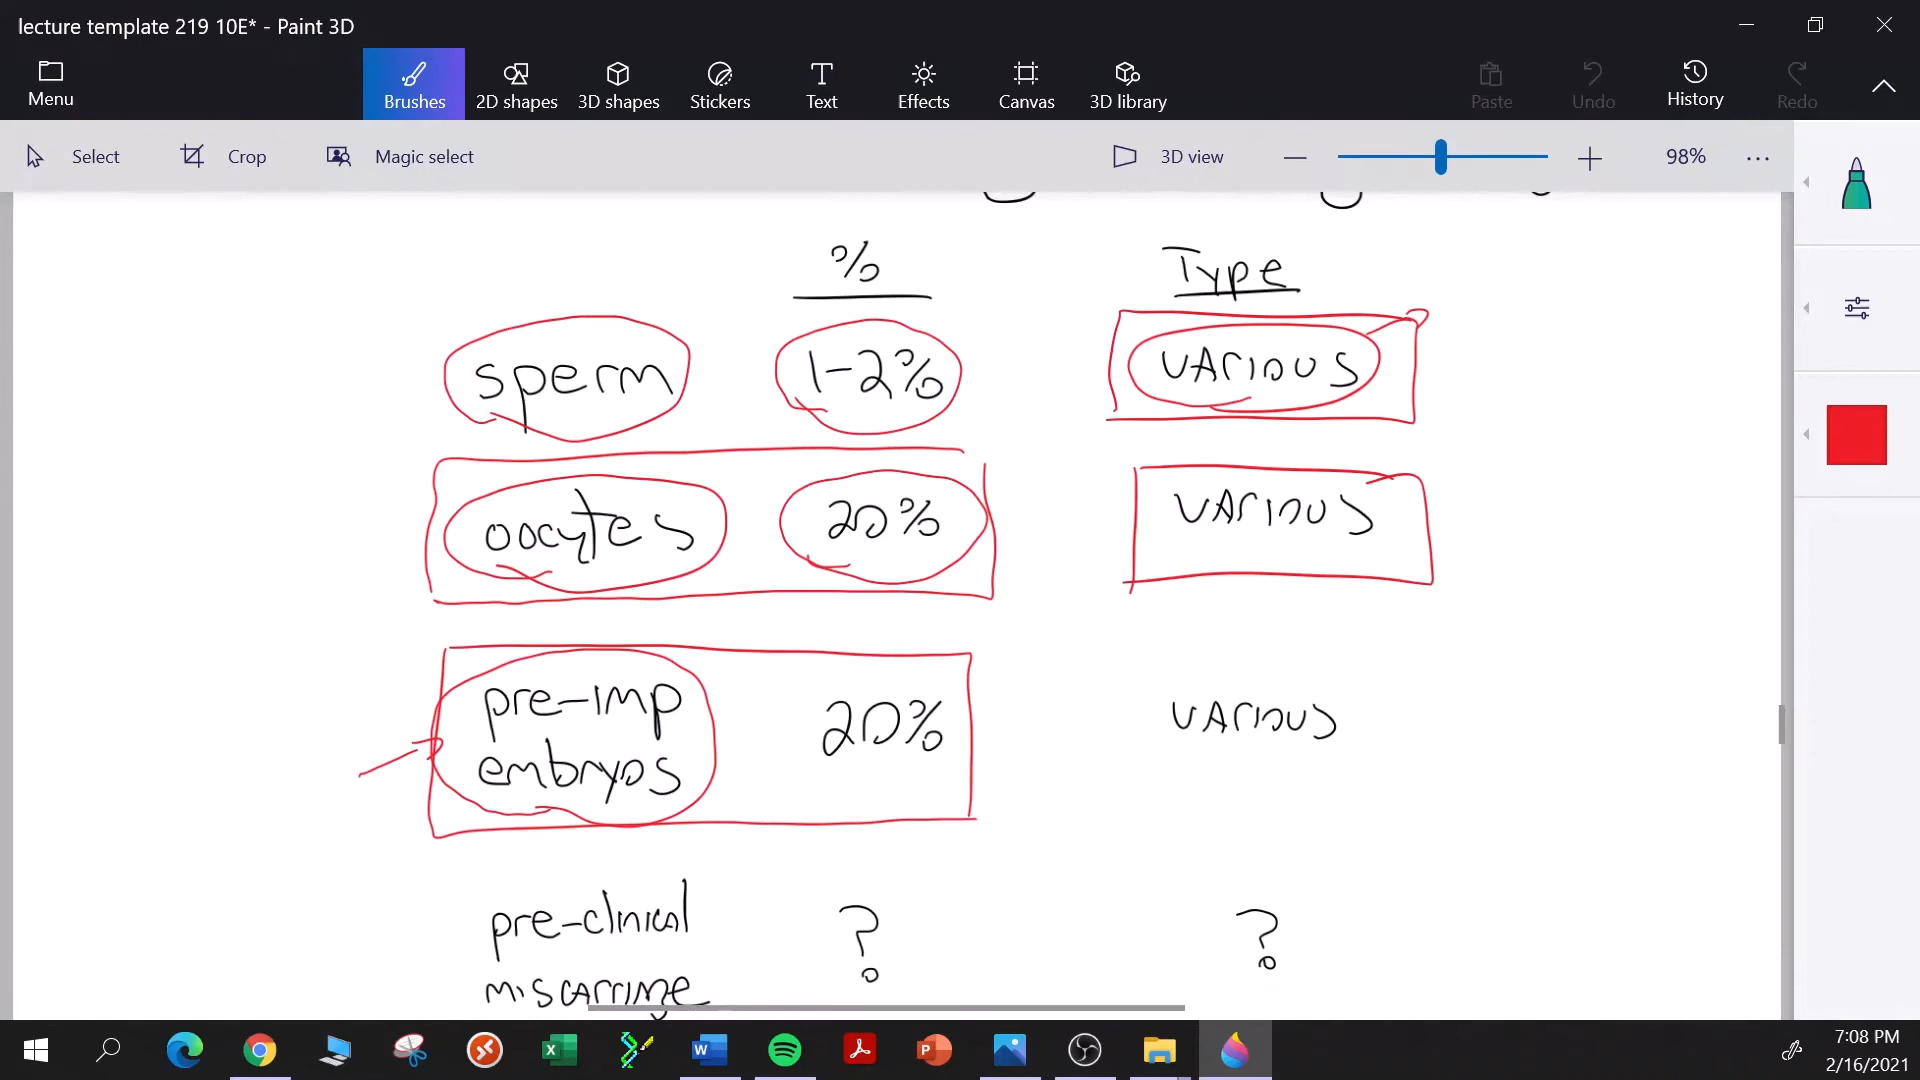 lecture template 219 10E* - Paint 3D
Menu
Brushes 2D shapes 3D shapes Stickers Text Effects Canvas 3D library Paste Undo History Redo
Select Crop Magic select 3D view 98%
% Type
sperm 1-2% VARIOUS
oocytes 20% VARIOUS
pre-imp
embryos 20% VARIOUS
pre-clinical ? ?
miscarriage
7:08 PM
2/16/2021